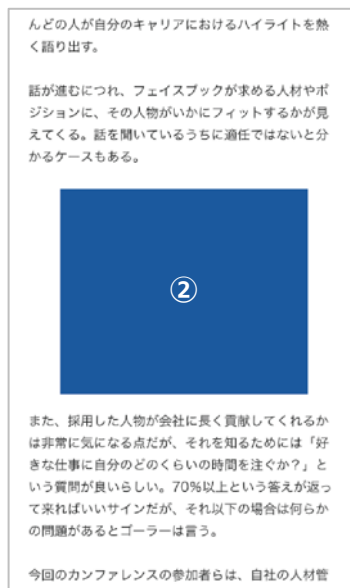 んどの人が自分のキャリアにおけるハイライトを熱
く語り出す。
話が進むにつれ、フェイスブックが求める人材やポ
ジションに、その人物がいかにフィットするかが見
えてくる。話を聞いているうちに適任ではないと分
かるケースもある。
②
また、採用した人物が会社に長く貢献してくれるか
は非常に気になる点だが、それを知るためには「好
きな仕事に自分のどのくらいの時間を注ぐか？」と
いう質問が良いらしい。70%以上という答えが返っ
て来ればいいサインだが、それ以下の場合は何らか
の問題があるとゴーラーは言う。
今回のカンファレンスの参加者らは、自社の人材管